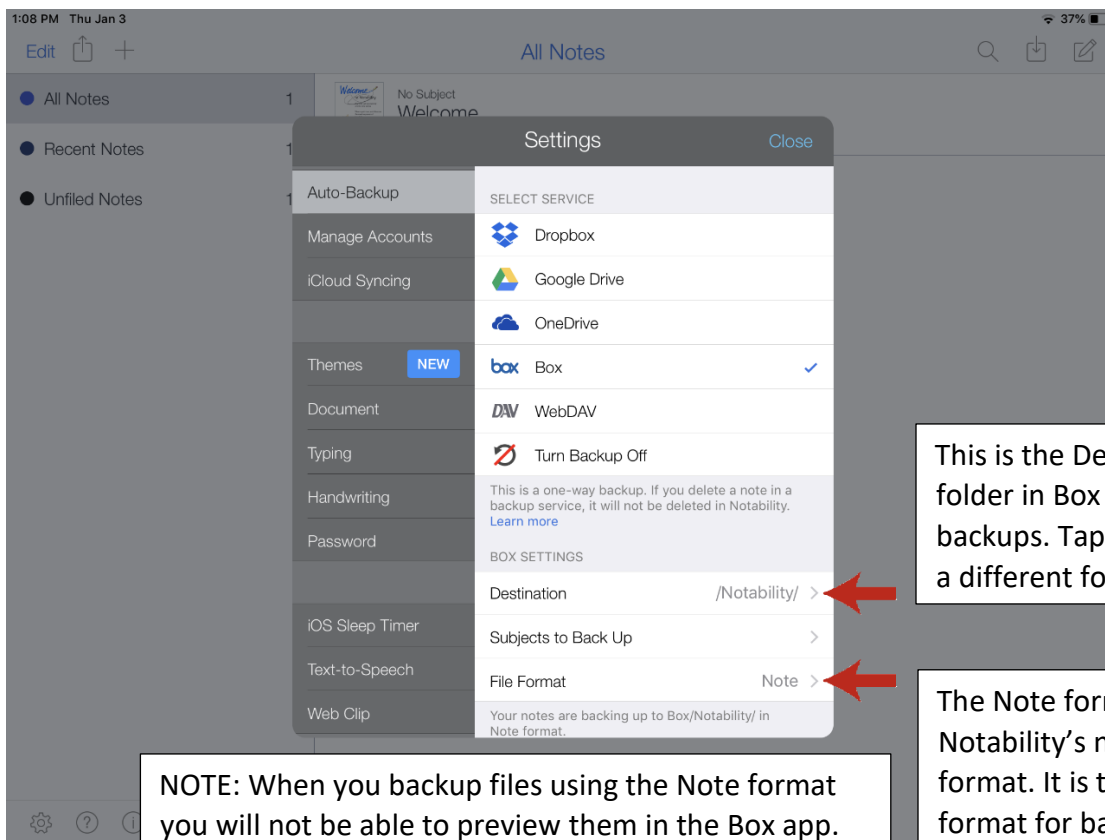 1:08 PM Thu Jan 3
37%
Edit
All Notes
All Notes 1
Recent Notes 1
Unfiled Notes 1
No Subject
Welcome
Settings
Close
Auto-Backup
Manage Accounts
iCloud Syncing
Themes NEW
Document
Typing
Handwriting
Password
iOS Sleep Timer
Text-to-Speech
Web Clip
SELECT SERVICE
Dropbox
Google Drive
OneDrive
box Box
DAV WebDAV
Turn Backup Off
This is a one-way backup. If you delete a note in a
backup service, it will not be deleted in Notability.
Learn more
BOX SETTINGS
Destination /Notability/ >
Subjects to Back Up >
File Format Note >
Your notes are backing up to Box/Notability/ in
Note format.
This is the De
folder in Box
backups. Tap
a different fo
The Note for
Notability's
format. It is t
format for ba
NOTE: When you backup files using the Note format
you will not be able to preview them in the Box app.